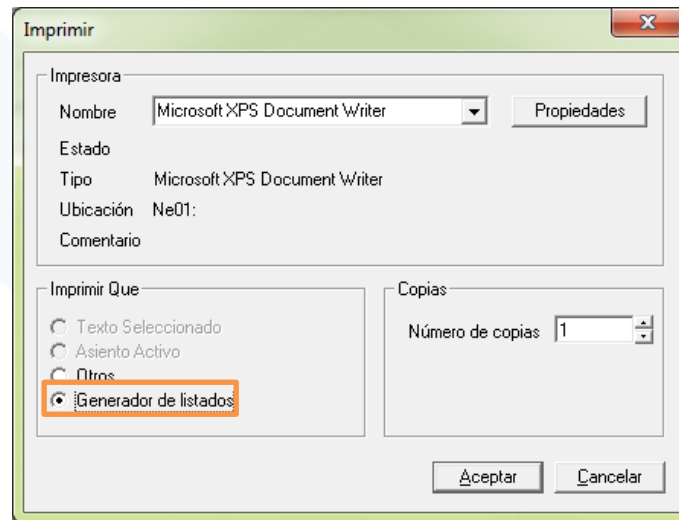 Imprimir
Impresora
Nombre Microsoft XPS Document Writer Propiedades
Estado
Tipo Microsoft XPS Document Writer
Ubicación Ne01:
Comentario
Imprimir Que
Texto Seleccionado
Asiento Activo
Otros
Generador de listados
Copias
Número de copias 1
Aceptar Cancelar